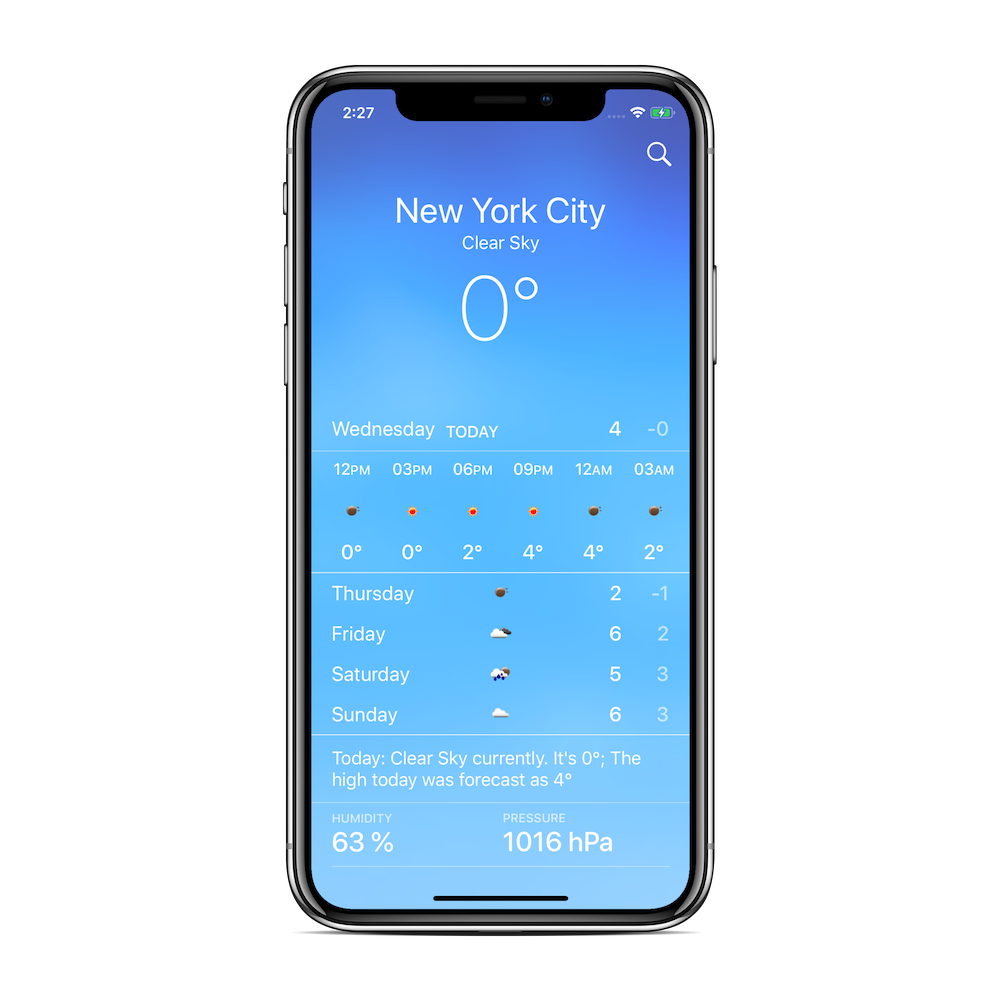 2:27
New York City
Clear Sky
0°
Wednesday TODAY 4 -0
12PM 03PM 06PM 09PM 12AM 03AM
0° 0° 2° 4° 4° 2°
Thursday 2 -1
Friday 6 2
Saturday 5 3
Sunday 6 3
Today: Clear Sky currently. It's 0°; The
high today was forecast as 4°
HUMIDITY PRESSURE
63 % 1016 hPa